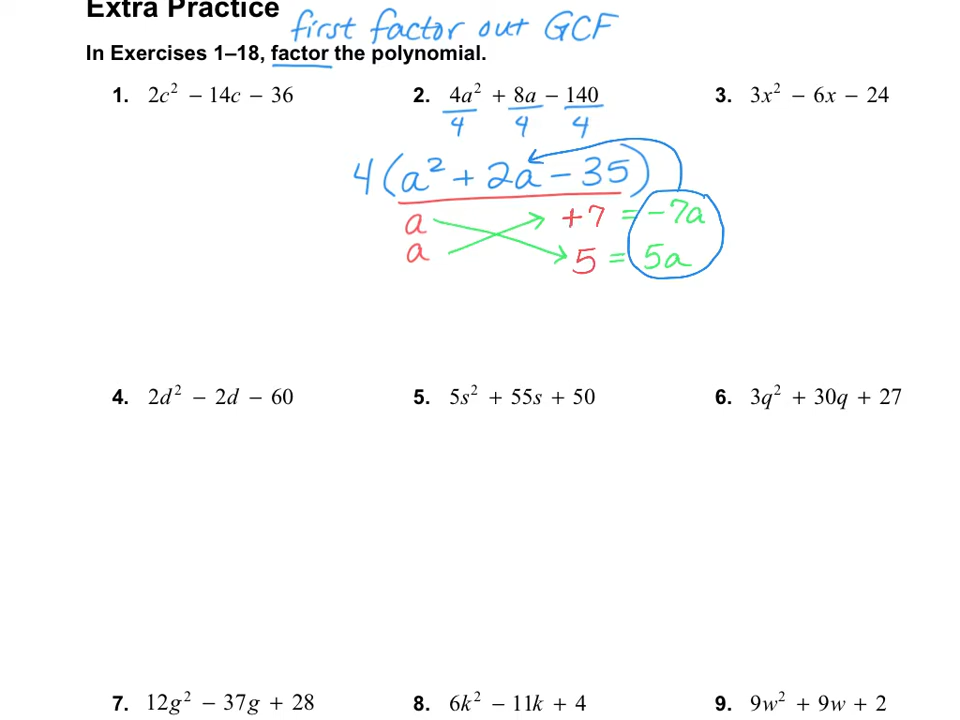 Extra Practice
first factor out GCF
In Exercises 1–18, factor the polynomial.
1. 2c² − 14c − 36
2. 4a² + 8a − 140
3. 3x² − 6x − 24
4 4 4
4(a² + 2a − 35)
a +7 = −7a
a 5 = 5a
4. 2d² − 2d − 60
5. 5s² + 55s + 50
6. 3q² + 30q + 27
7. 12g² − 37g + 28
8. 6k² − 11k + 4
9. 9w² + 9w + 2